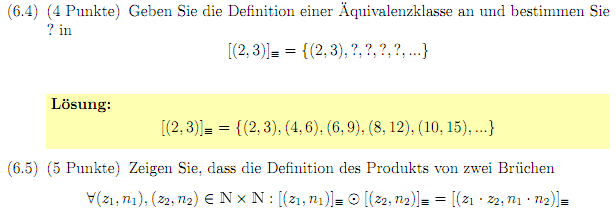 (6.4) (4 Punkte) Geben Sie die Definition einer Äquivalenzklasse an und bestimmen Sie
? in
[(2, 3)]≡ = {(2, 3), ?, ?, ?, ?, ...}
Lösung:
[(2, 3)]≡ = {(2, 3), (4, 6), (6, 9), (8, 12), (10, 15), ...}
(6.5) (5 Punkte) Zeigen Sie, dass die Definition des Produkts von zwei Brüchen
∀(z₁, n₁), (z₂, n₂) ∈ ℕ × ℕ : [(z₁, n₁)]≡ ⊙ [(z₂, n₂)]≡ = [(z₁ · z₂, n₁ · n₂)]≡